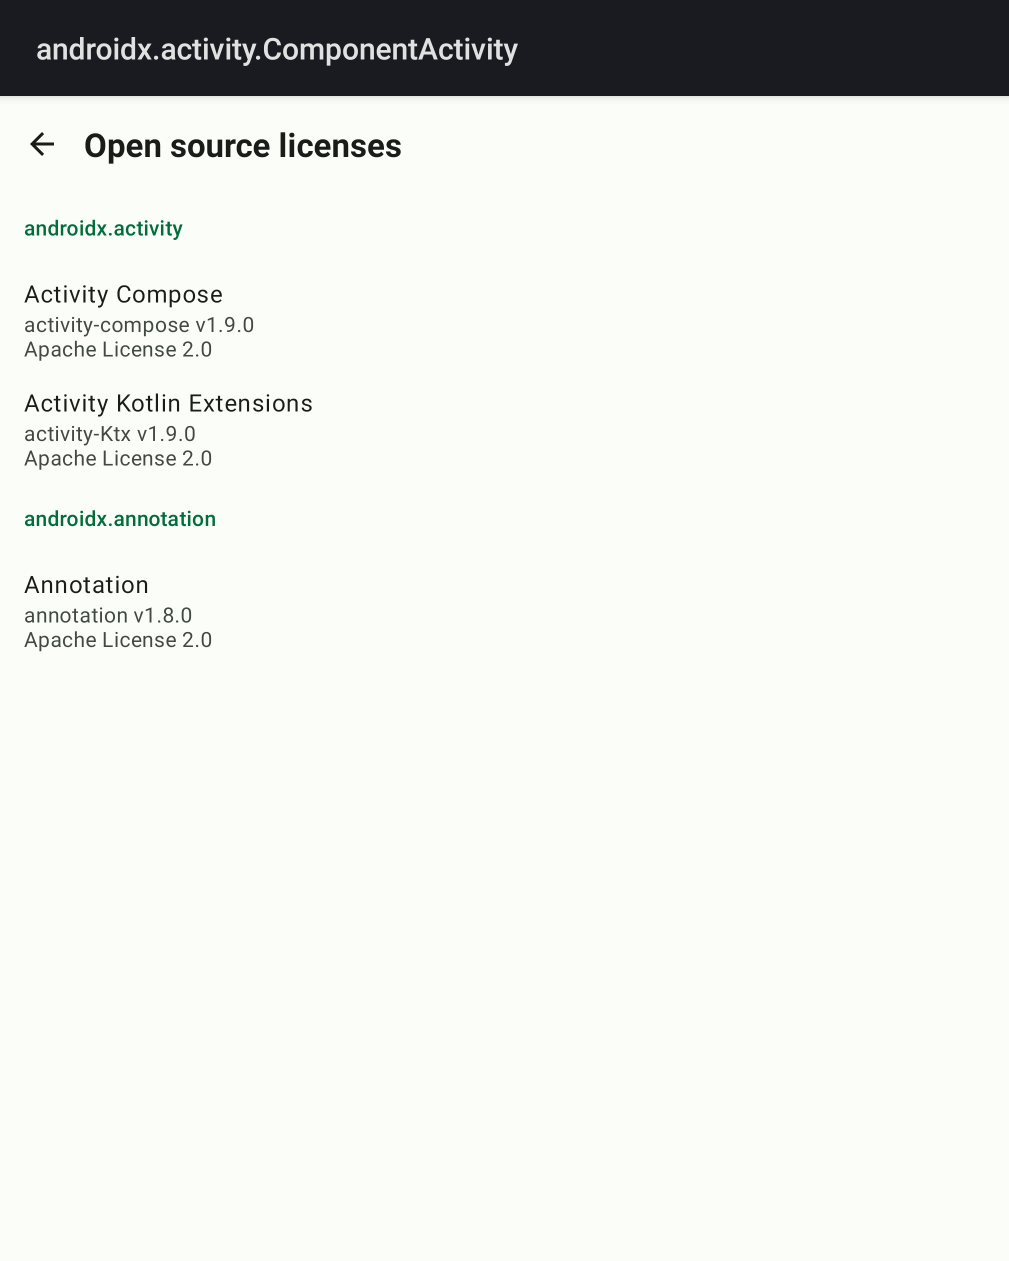 androidx.activity.ComponentActivity
Open source licenses
androidx.activity
Activity Compose
activity-compose v1.9.0
Apache License 2.0
Activity Kotlin Extensions
activity-Ktx v1.9.0
Apache License 2.0
androidx.annotation
Annotation
annotation v1.8.0
Apache License 2.0